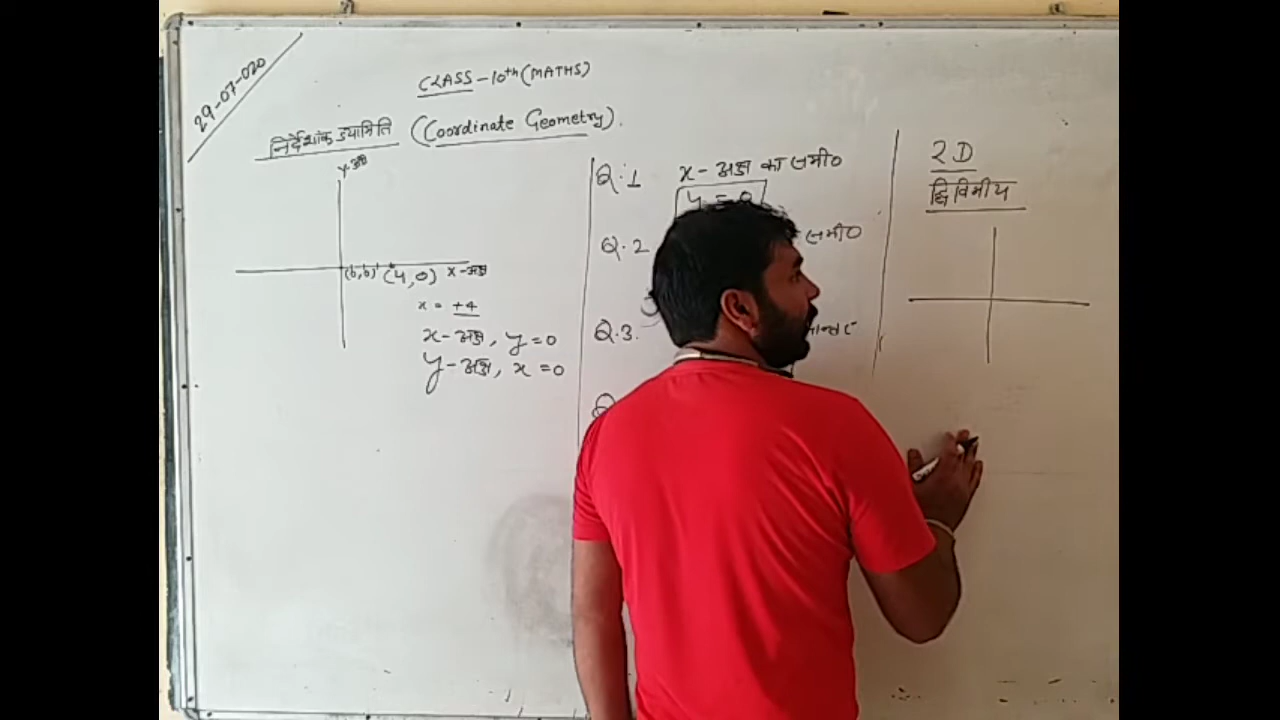 29-07-020
CLASS-10th (MATHS)
निर्देशांक ज्यामिति (Coordinate Geometry).
y-अक्ष
(4,0) x-अक्ष
x = +4
x-अक्ष, y=0
y-अक्ष, x=0
Q.1 x-अक्ष का समी०
y = 0
Q.2 समी०
Q.3.
Q
2D
द्विविमीय